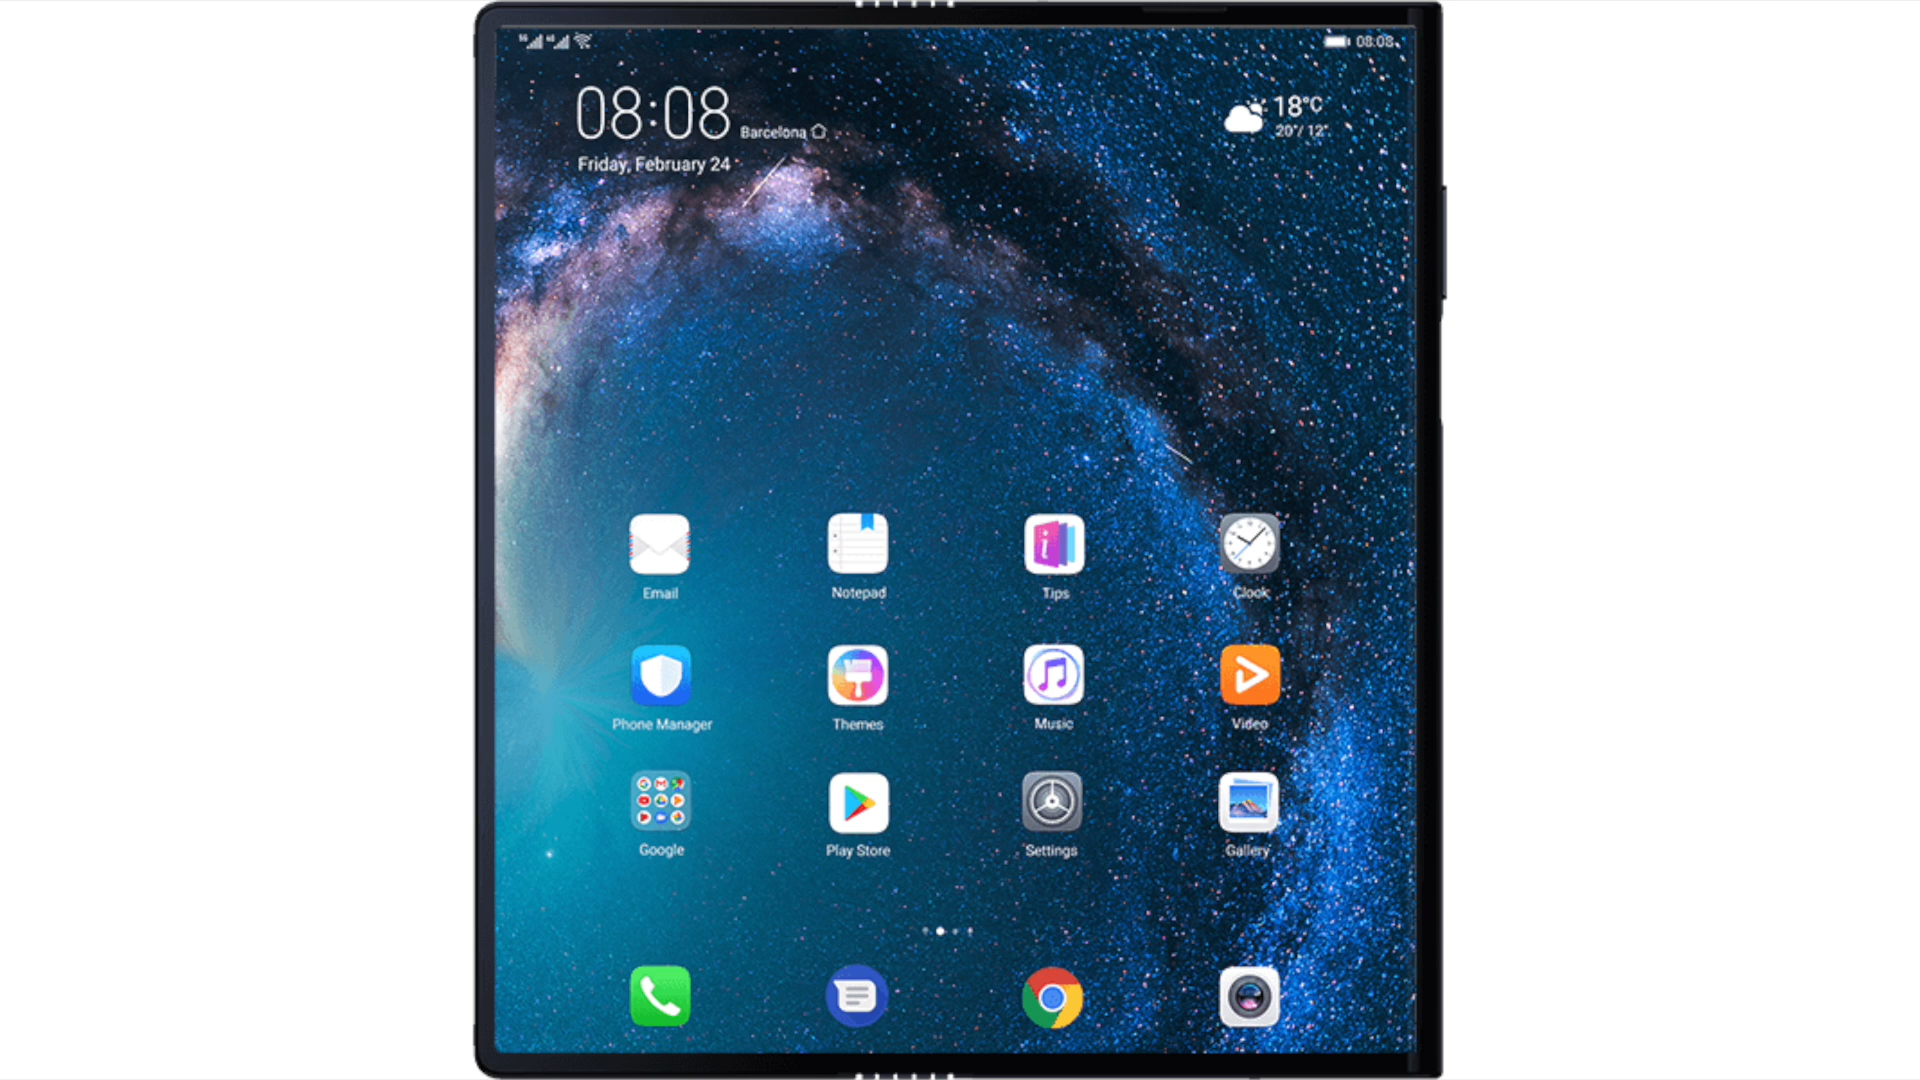 08:08
08:08
Barcelona
Friday, February 24
18°C
20°/ 12°
Email
Notepad
Tips
Clock
Phone Manager
Themes
Music
Video
Google
Play Store
Settings
Gallery